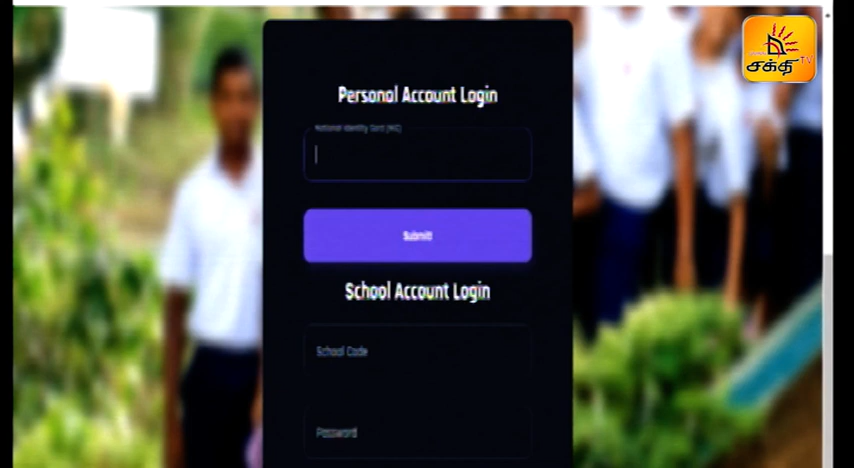 சக்தி TV
Personal Account Login
National Identity Card (NIC)
Submit
School Account Login
School Code
Password